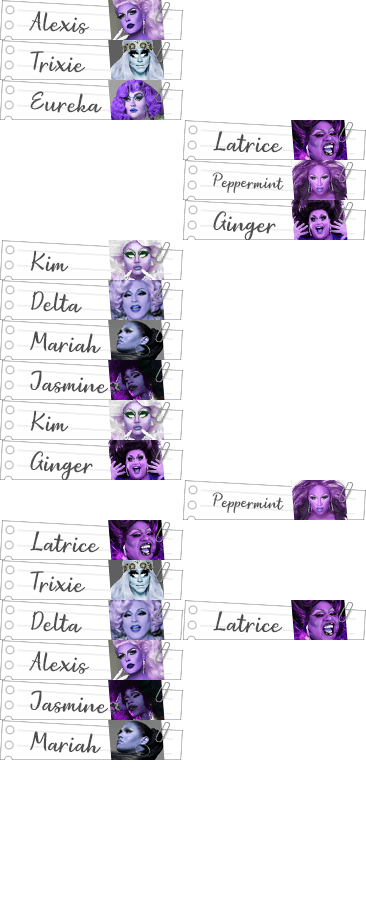 Alexis
Trixie
Eureka
Latrice
Peppermint
Ginger
Kim
Delta
Mariah
Jasmine
Kim
Ginger
Peppermint
Latrice
Trixie
Delta Latrice
Alexis
Jasmine
Mariah